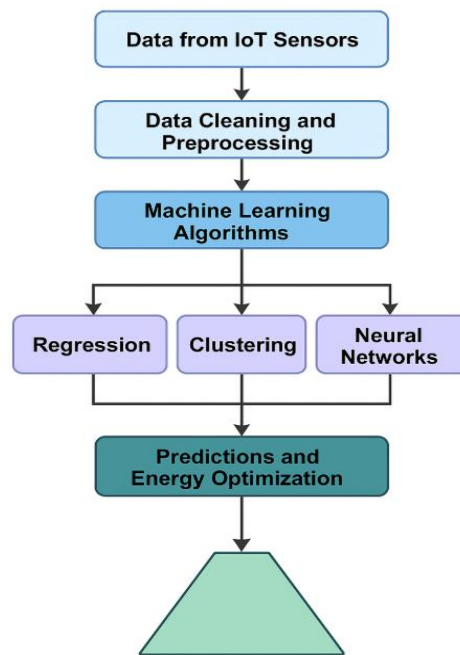 Data from IoT Sensors
Data Cleaning and
Preprocessing
Machine Learning
Algorithms
Regression
Clustering
Neural
Networks
Predictions and
Energy Optimization